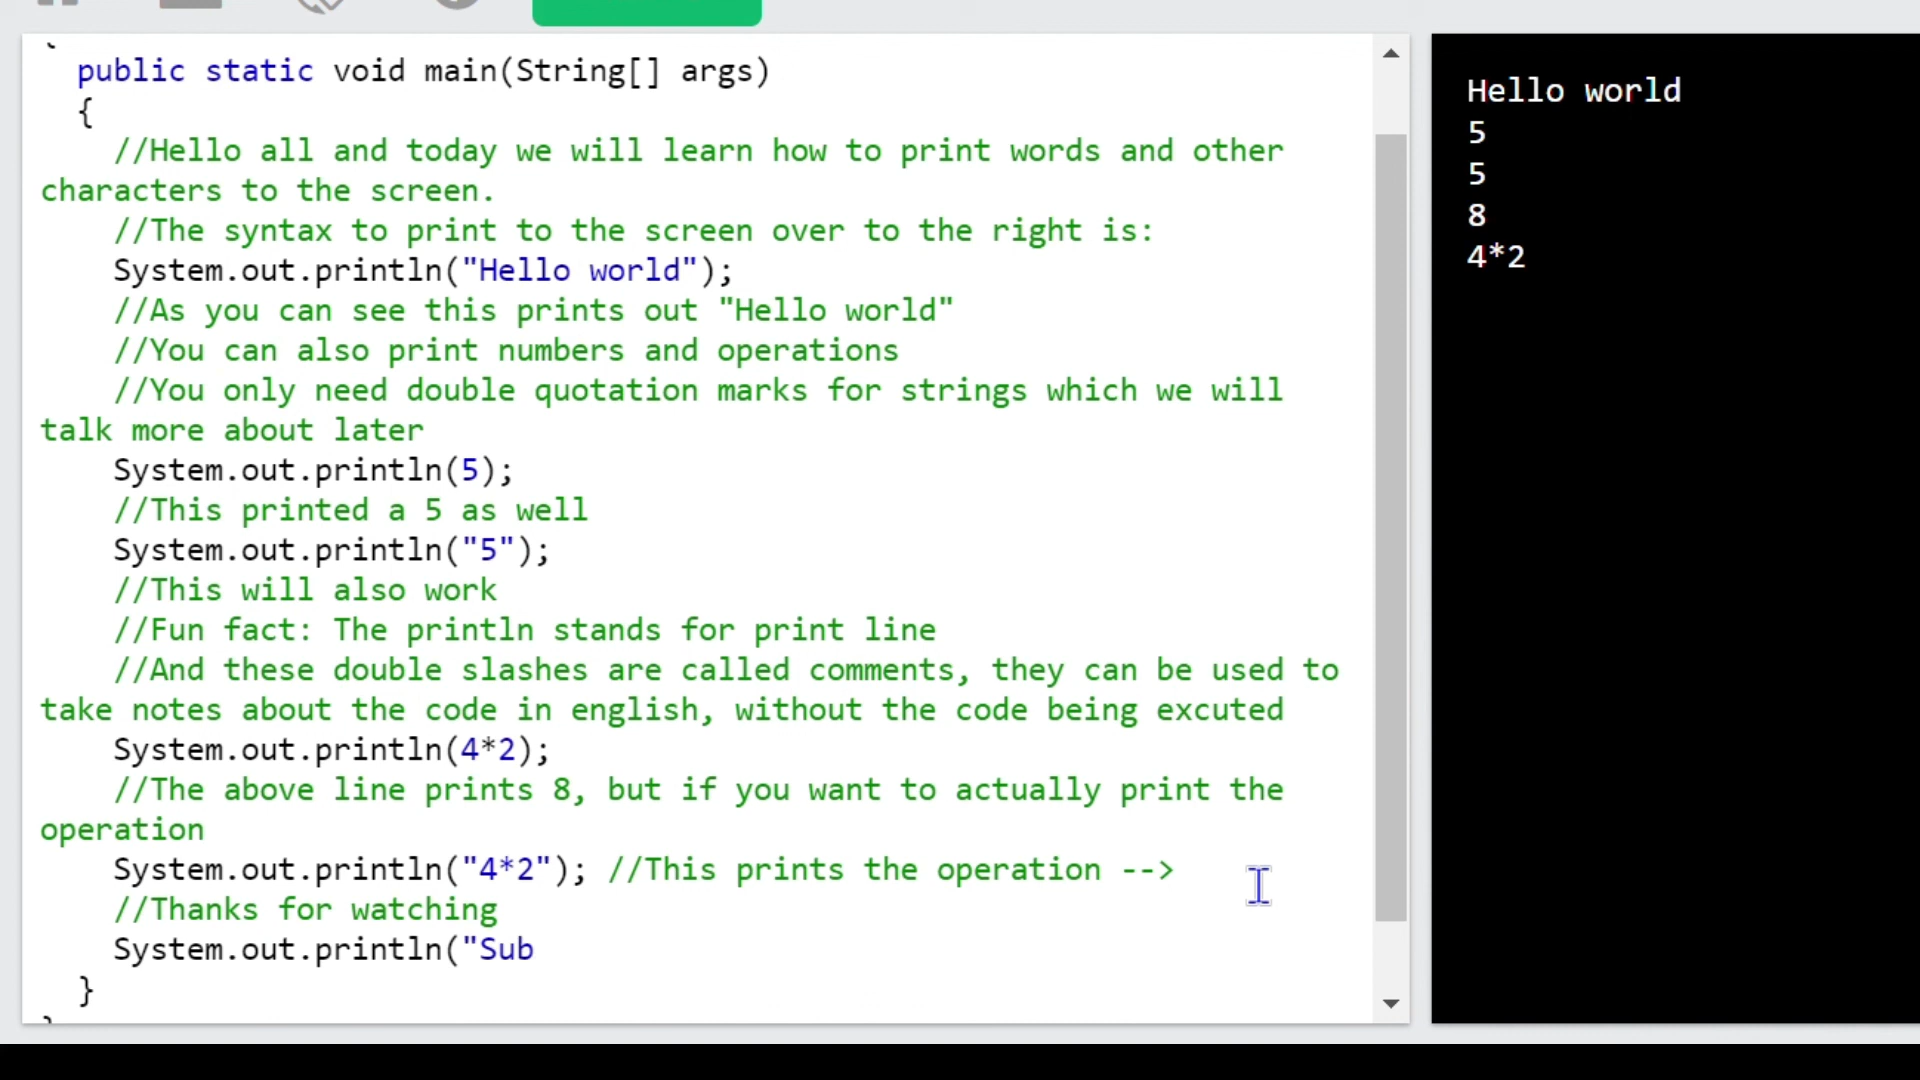 public static void main(String[] args)
{
//Hello all and today we will learn how to print words and other
characters to the screen.
//The syntax to print to the screen over to the right is:
System.out.println("Hello world");
//As you can see this prints out "Hello world"
//You can also print numbers and operations
//You only need double quotation marks for strings which we will
talk more about later
System.out.println(5);
//This printed a 5 as well
System.out.println("5");
//This will also work
//Fun fact: The println stands for print line
//And these double slashes are called comments, they can be used to
take notes about the code in english, without the code being excuted
System.out.println(4*2);
//The above line prints 8, but if you want to actually print the
operation
System.out.println("4*2"); //This prints the operation -->
//Thanks for watching
System.out.println("Sub
}
Hello world
5
5
8
4*2